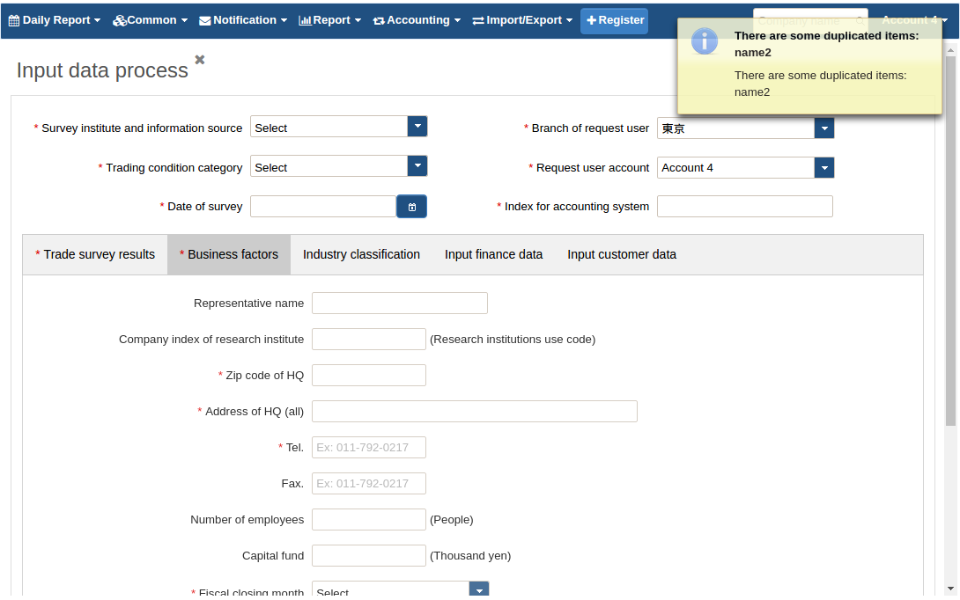 Daily Report Common Notification Report Accounting Import/Export Register Account 4
There are some duplicated items: name2
There are some duplicated items: name2
Input data process
* Survey institute and information source Select
* Branch of request user 東京
* Trading condition category Select
* Request user account Account 4
* Date of survey
* Index for accounting system
* Trade survey results * Business factors Industry classification Input finance data Input customer data
Representative name
Company index of research institute (Research institutions use code)
* Zip code of HQ
* Address of HQ (all)
* Tel. Ex: 011-792-0217
Fax. Ex: 011-792-0217
Number of employees (People)
Capital fund (Thousand yen)
* Fiscal closing month Select